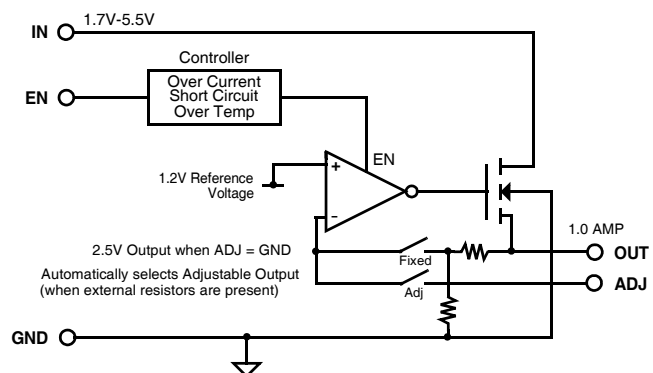 IN
1.7V-5.5V
Controller
Over Current
Short Circuit
Over Temp
EN
EN
+
1.2V Reference
Voltage
–
1.0 AMP
2.5V Output when ADJ = GND
Fixed
OUT
Automatically selects Adjustable Output
(when external resistors are present)
Adj
ADJ
GND